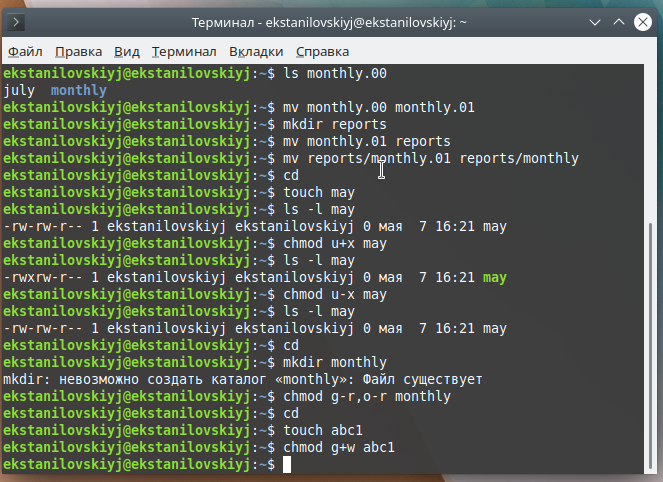 Терминал - ekstanilovskiyj@ekstanilovskiyj: ~
Файл Правка Вид Терминал Вкладки Справка
ekstanilovskiyj@ekstanilovskiyj:~$ ls monthly.00
july  monthly
ekstanilovskiyj@ekstanilovskiyj:~$ mv monthly.00 monthly.01
ekstanilovskiyj@ekstanilovskiyj:~$ mkdir reports
ekstanilovskiyj@ekstanilovskiyj:~$ mv monthly.01 reports
ekstanilovskiyj@ekstanilovskiyj:~$ mv reports/monthly.01 reports/monthly
ekstanilovskiyj@ekstanilovskiyj:~$ cd
ekstanilovskiyj@ekstanilovskiyj:~$ touch may
ekstanilovskiyj@ekstanilovskiyj:~$ ls -l may
-rw-rw-r-- 1 ekstanilovskiyj ekstanilovskiyj 0 мая  7 16:21 may
ekstanilovskiyj@ekstanilovskiyj:~$ chmod u+x may
ekstanilovskiyj@ekstanilovskiyj:~$ ls -l may
-rwxrw-r-- 1 ekstanilovskiyj ekstanilovskiyj 0 мая  7 16:21 may
ekstanilovskiyj@ekstanilovskiyj:~$ chmod u-x may
ekstanilovskiyj@ekstanilovskiyj:~$ ls -l may
-rw-rw-r-- 1 ekstanilovskiyj ekstanilovskiyj 0 мая  7 16:21 may
ekstanilovskiyj@ekstanilovskiyj:~$ cd
ekstanilovskiyj@ekstanilovskiyj:~$ mkdir monthly
mkdir: невозможно создать каталог «monthly»: Файл существует
ekstanilovskiyj@ekstanilovskiyj:~$ chmod g-r,o-r monthly
ekstanilovskiyj@ekstanilovskiyj:~$ cd
ekstanilovskiyj@ekstanilovskiyj:~$ touch abc1
ekstanilovskiyj@ekstanilovskiyj:~$ chmod g+w abc1
ekstanilovskiyj@ekstanilovskiyj:~$